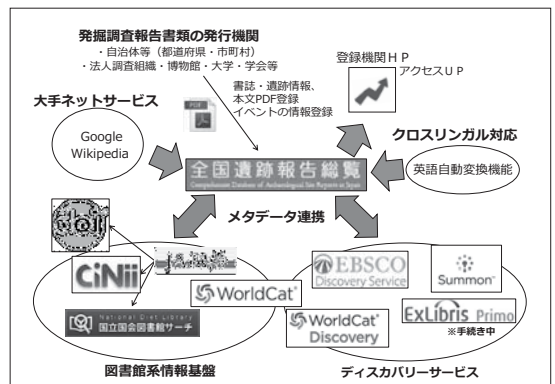 発掘調査報告書類の発行機関
・自治体等（都道府県・市町村）
・法人調査組織・博物館・大学・学会等
書誌・遺跡情報、
本文PDF登録
イベントの情報登録
登録機関ＨＰ
アクセスＵＰ
大手ネットサービス
PDF
Google
Wikipedia
クロスリンガル対応
英語自動変換機能
全国遺跡報告総覧
Comprehensive Database of Archaeological Site Reports in Japan
メタデータ連携
CiNii
National Diet Library
国立国会図書館サーチ
WorldCat®
EBSCO
Discovery Service
Summon™
WorldCat®
Discovery
ExLibris Primo
※手続き中
図書館系情報基盤
ディスカバリーサービス